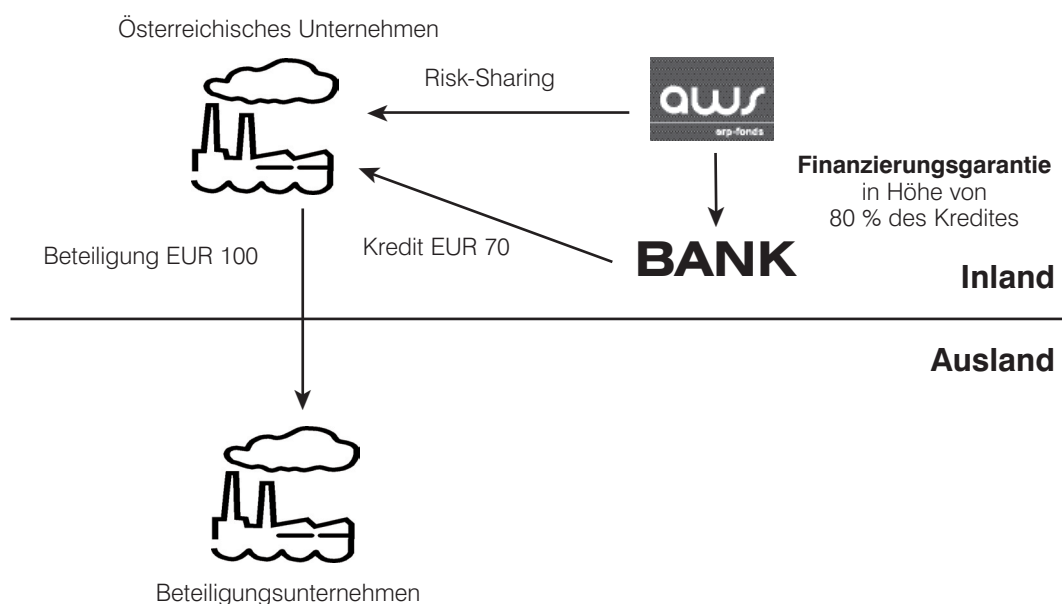 Österreichisches Unternehmen
Risk-Sharing
aws
erp-fonds
Finanzierungsgarantie
in Höhe von
80 % des Kredites
Beteiligung EUR 100
Kredit EUR 70
BANK
Inland
Ausland
Beteiligungsunternehmen